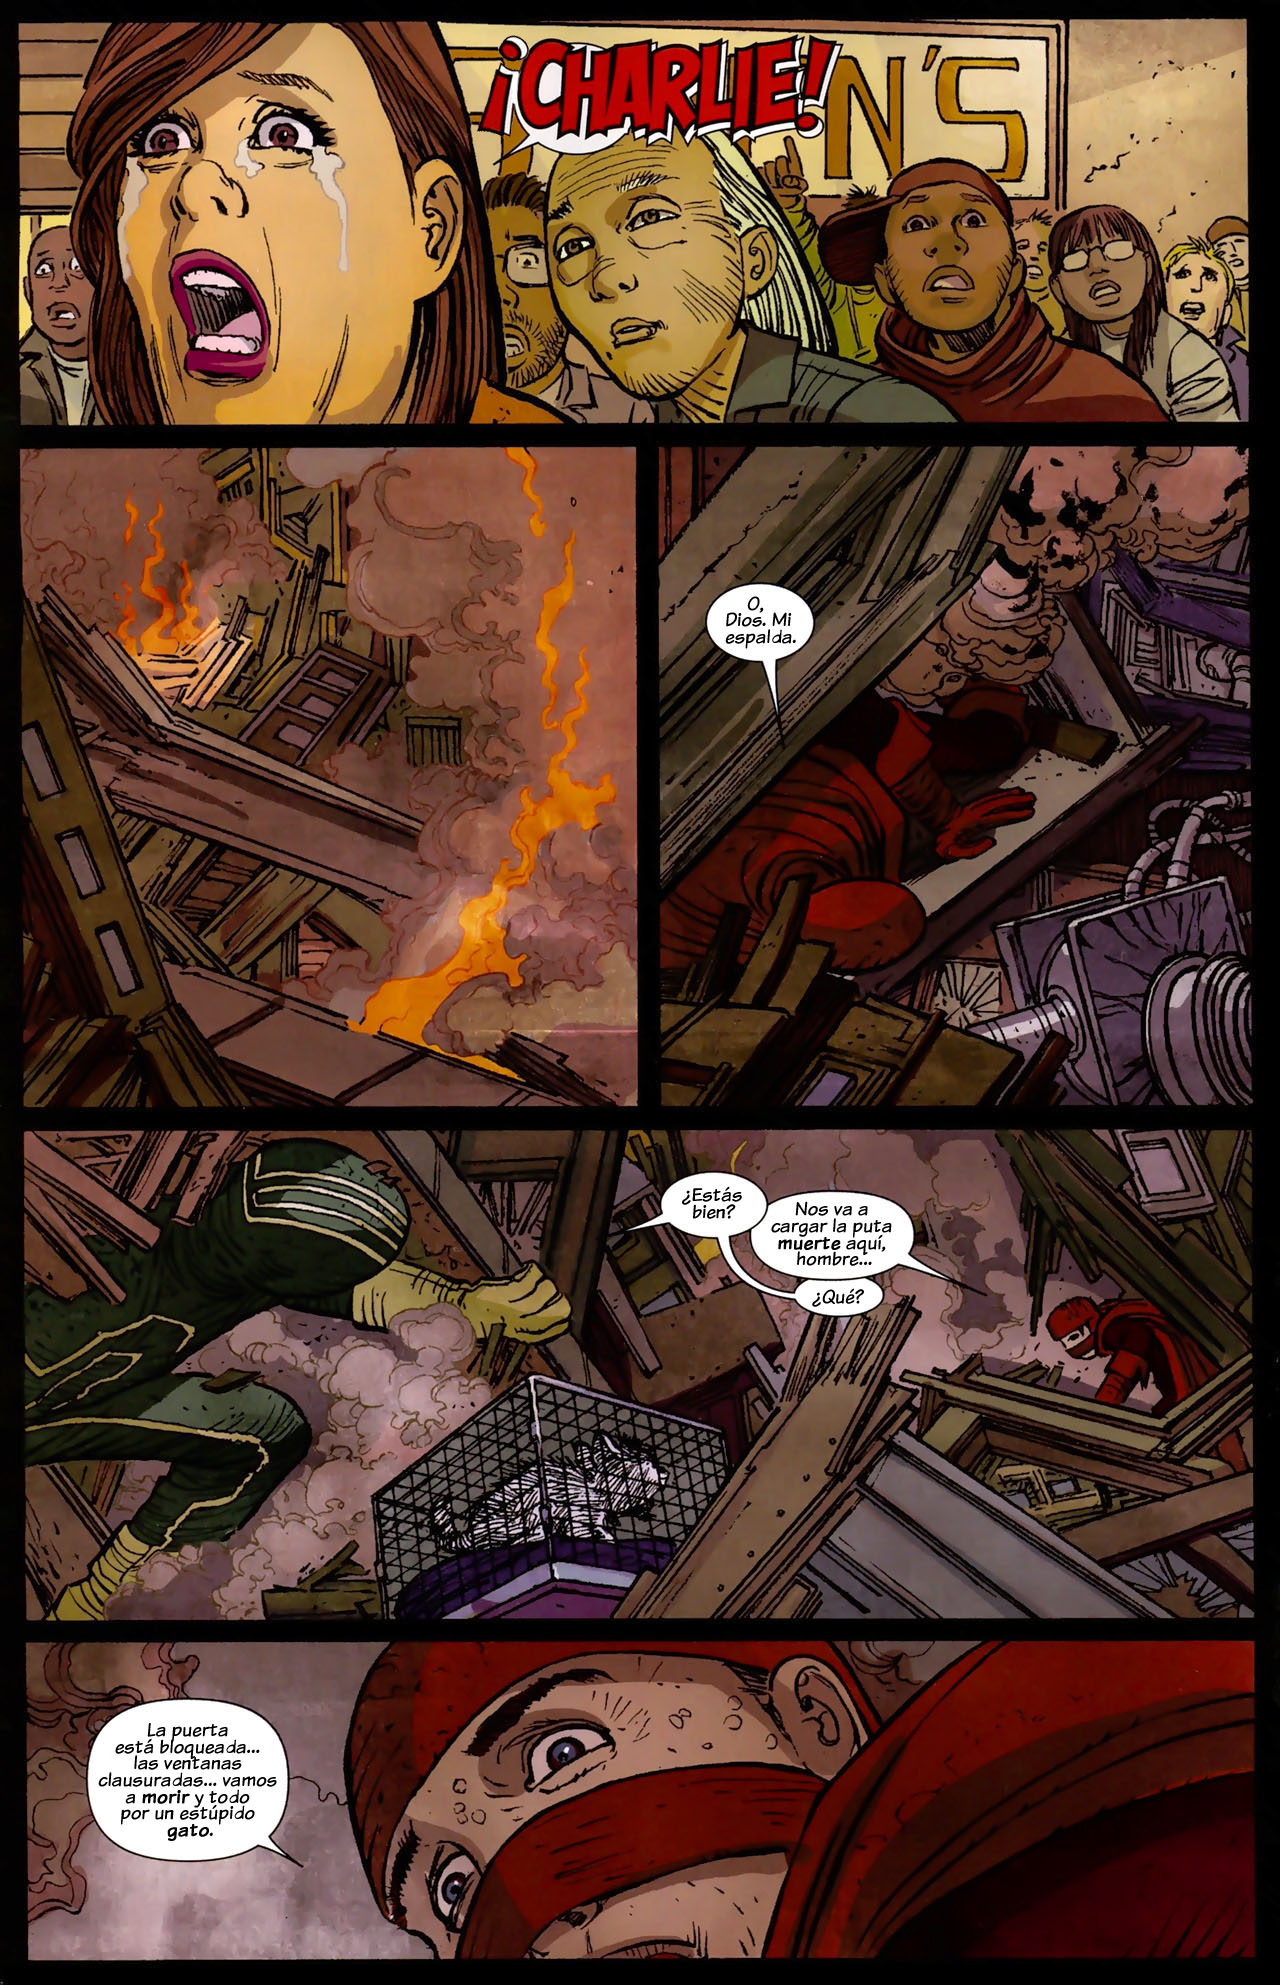 ¡CHARLIE!
N'S
O,
Dios. Mi
espalda.
¿Estás
bien?
Nos va a
cargar la puta
muerte aquí,
hombre...
¿Qué?
La puerta
está bloqueada...
las ventanas
clausuradas... vamos
a morir y todo
por un estúpido
gato.